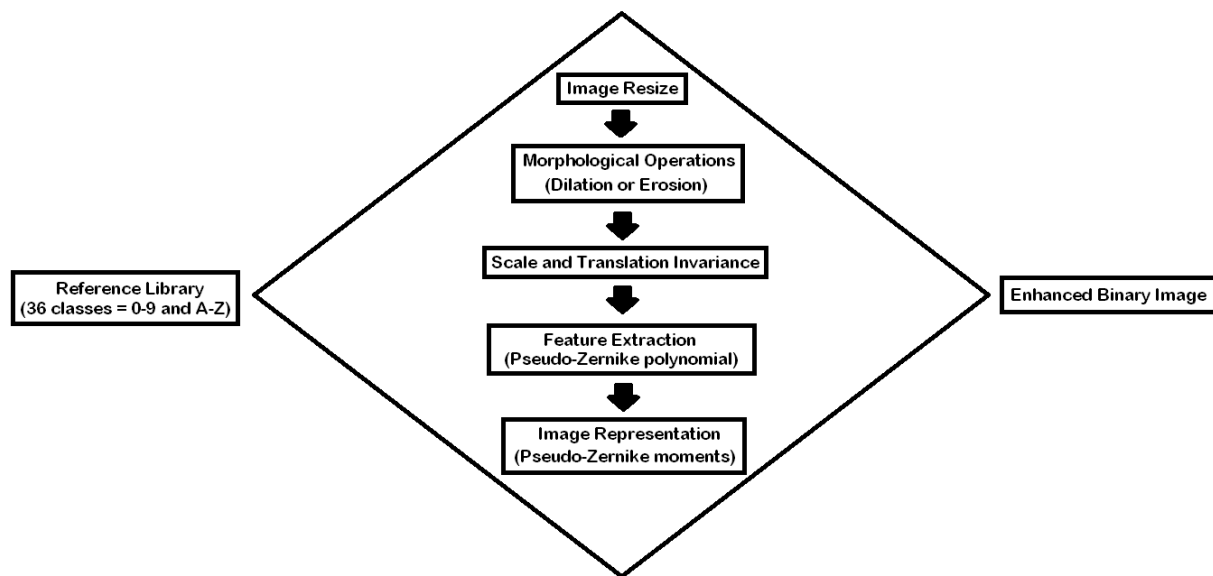 Image Resize
Morphological Operations
(Dilation or Erosion)
Scale and Translation Invariance
Reference Library
(36 classes = 0-9 and A-Z)
Enhanced Binary Image
Feature Extraction
(Pseudo-Zernike polynomial)
Image Representation
(Pseudo-Zernike moments)